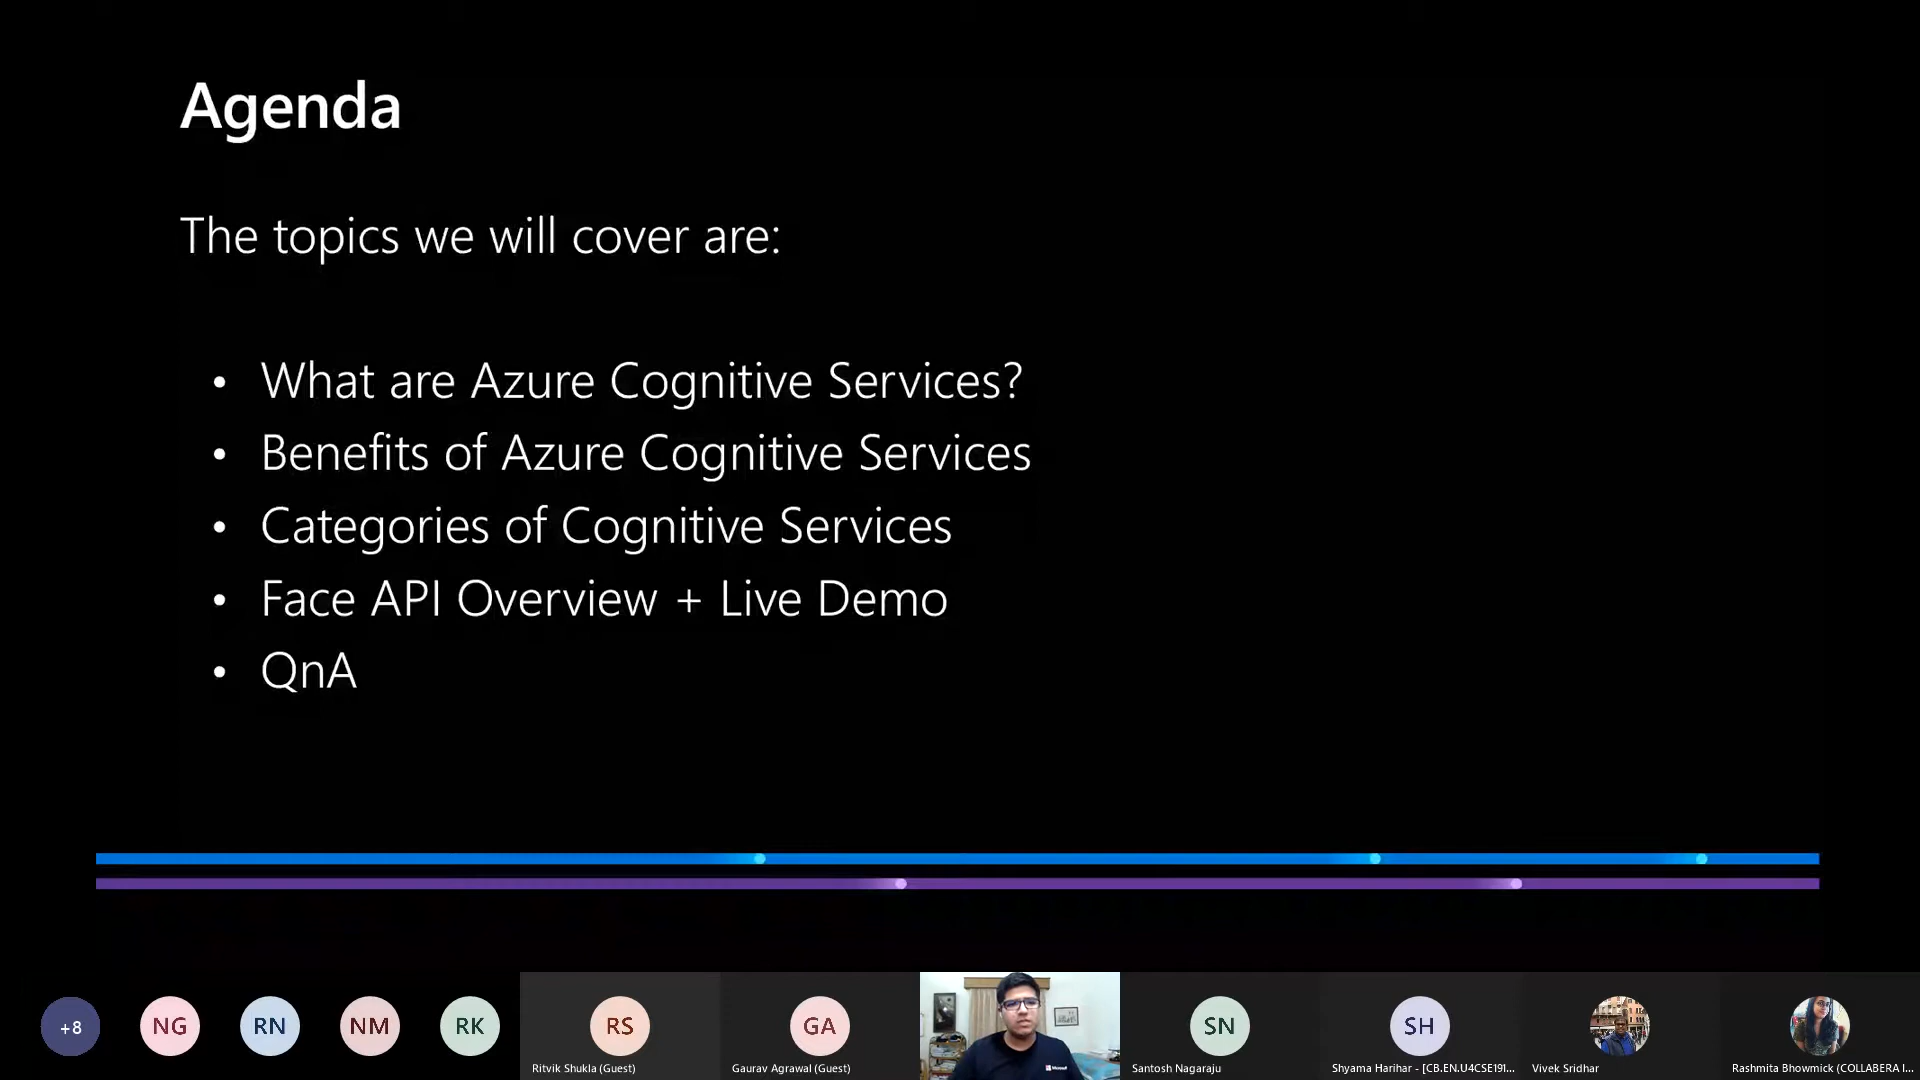 Agenda
The topics we will cover are:
• What are Azure Cognitive Services?
• Benefits of Azure Cognitive Services
• Categories of Cognitive Services
• Face API Overview + Live Demo
• QnA
+8 NG RN NM RK RS GA SN SH
Ritvik Shukla (Guest) Gaurav Agrawal (Guest) Santosh Nagaraju Shyama Harihar - [CB.EN.U4CSE191... Vivek Sridhar Rashmita Bhowmick (COLLABERA I...